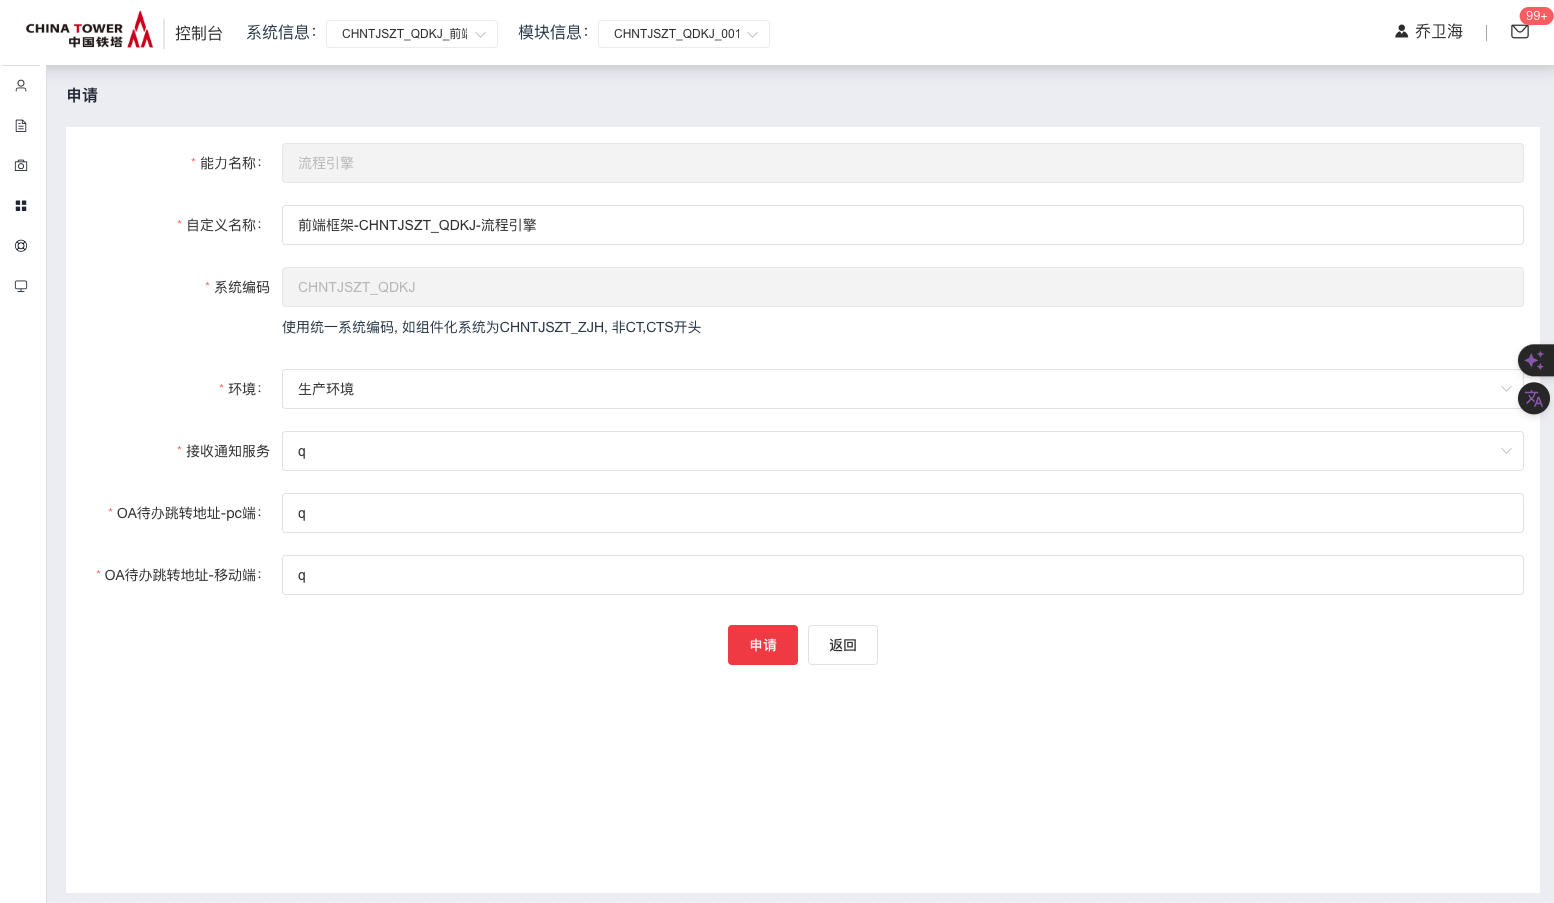 CHINA TOWER
中国铁塔
控制台
系统信息：
CHNTJSZT_QDKJ_前端
模块信息：
CHNTJSZT_QDKJ_001
乔卫海
99+
申请
* 能力名称：
流程引擎
* 自定义名称：
前端框架-CHNTJSZT_QDKJ-流程引擎
* 系统编码
CHNTJSZT_QDKJ
使用统一系统编码, 如组件化系统为CHNTJSZT_ZJH, 非CT,CTS开头
* 环境：
生产环境
* 接收通知服务
q
* OA待办跳转地址-pc端：
q
* OA待办跳转地址-移动端：
q
申请
返回